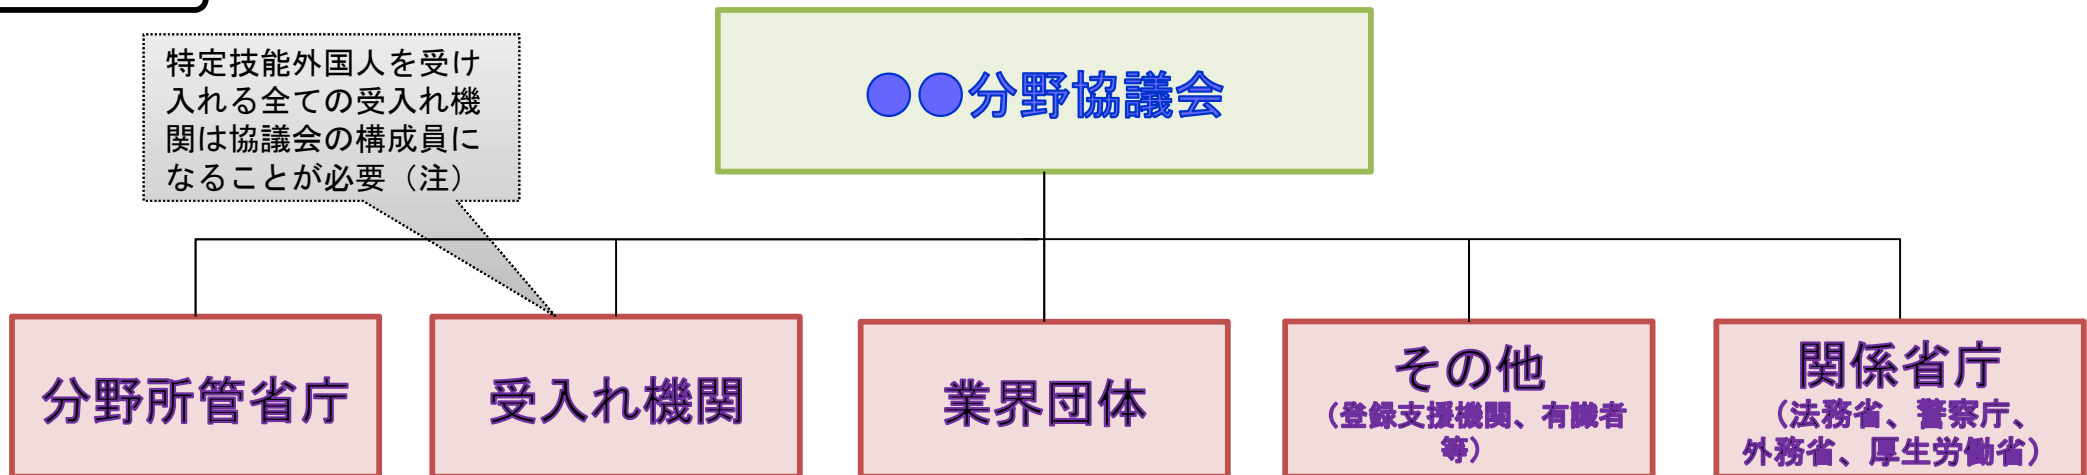 特定技能外国人を受け
入れる全ての受入れ機
関は協議会の構成員に
なることが必要（注）
●●分野協議会
分野所管省庁
受入れ機関
業界団体
その他
（登録支援機関、有識者
等）
関係省庁
（法務省、警察庁、
外務省、厚生労働省）